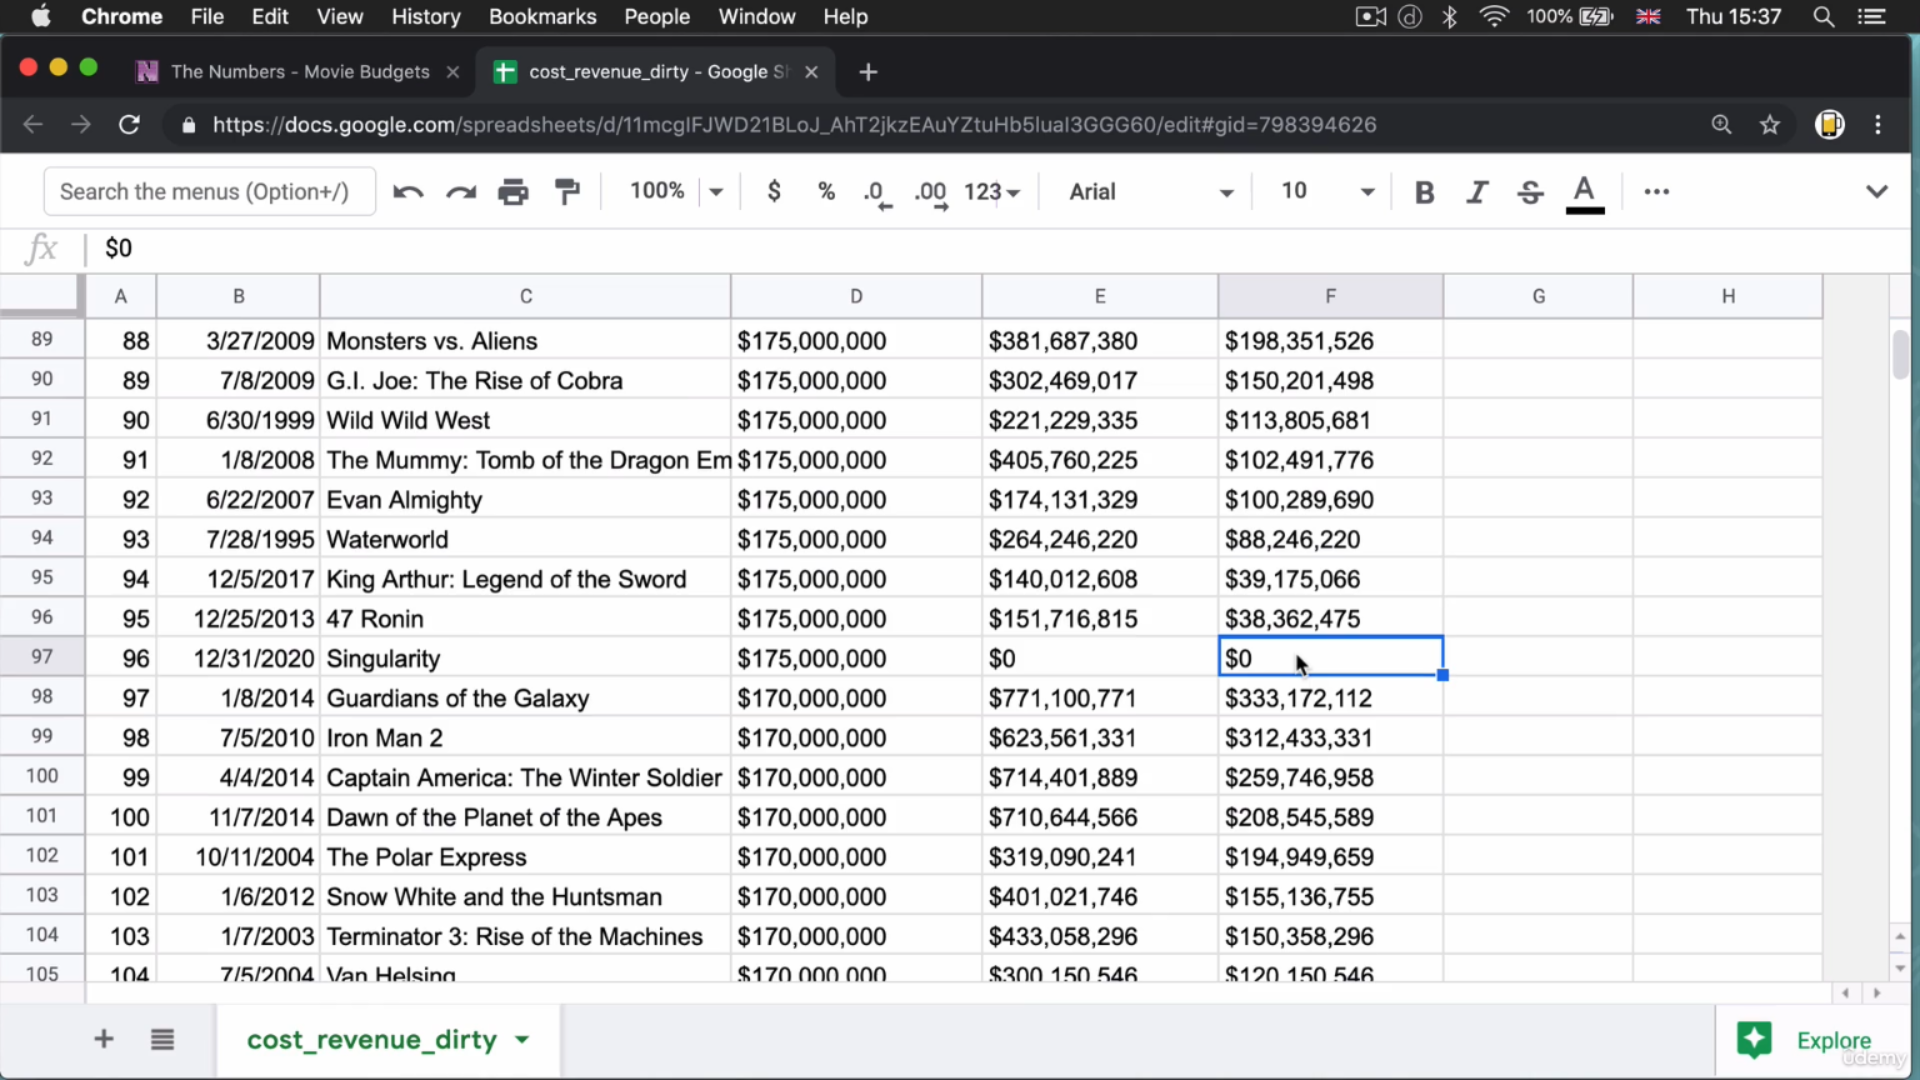 Chrome File Edit View History Bookmarks People Window Help 100% Thu 15:37
The Numbers - Movie Budgets cost_revenue_dirty - Google Sh
https://docs.google.com/spreadsheets/d/11mcgIFJWD21BLoJ_AhT2jkzEAuYZtuHb5lual3GGG60/edit#gid=798394626
Search the menus (Option+/) 100% $ % .0 .00 123 Arial 10 B I S A
fx $0
A B C D E F G H
89 88 3/27/2009 Monsters vs. Aliens $175,000,000 $381,687,380 $198,351,526
90 89 7/8/2009 G.I. Joe: The Rise of Cobra $175,000,000 $302,469,017 $150,201,498
91 90 6/30/1999 Wild Wild West $175,000,000 $221,229,335 $113,805,681
92 91 1/8/2008 The Mummy: Tomb of the Dragon Em $175,000,000 $405,760,225 $102,491,776
93 92 6/22/2007 Evan Almighty $175,000,000 $174,131,329 $100,289,690
94 93 7/28/1995 Waterworld $175,000,000 $264,246,220 $88,246,220
95 94 12/5/2017 King Arthur: Legend of the Sword $175,000,000 $140,012,608 $39,175,066
96 95 12/25/2013 47 Ronin $175,000,000 $151,716,815 $38,362,475
97 96 12/31/2020 Singularity $175,000,000 $0 $0
98 97 1/8/2014 Guardians of the Galaxy $170,000,000 $771,100,771 $333,172,112
99 98 7/5/2010 Iron Man 2 $170,000,000 $623,561,331 $312,433,331
100 99 4/4/2014 Captain America: The Winter Soldier $170,000,000 $714,401,889 $259,746,958
101 100 11/7/2014 Dawn of the Planet of the Apes $170,000,000 $710,644,566 $208,545,589
102 101 10/11/2004 The Polar Express $170,000,000 $319,090,241 $194,949,659
103 102 1/6/2012 Snow White and the Huntsman $170,000,000 $401,021,746 $155,136,755
104 103 1/7/2003 Terminator 3: Rise of the Machines $170,000,000 $433,058,296 $150,358,296
105 104 7/5/2004 Van Helsing $170,000,000 $300,150,546 $120,150,546
cost_revenue_dirty Explore
ûdemy